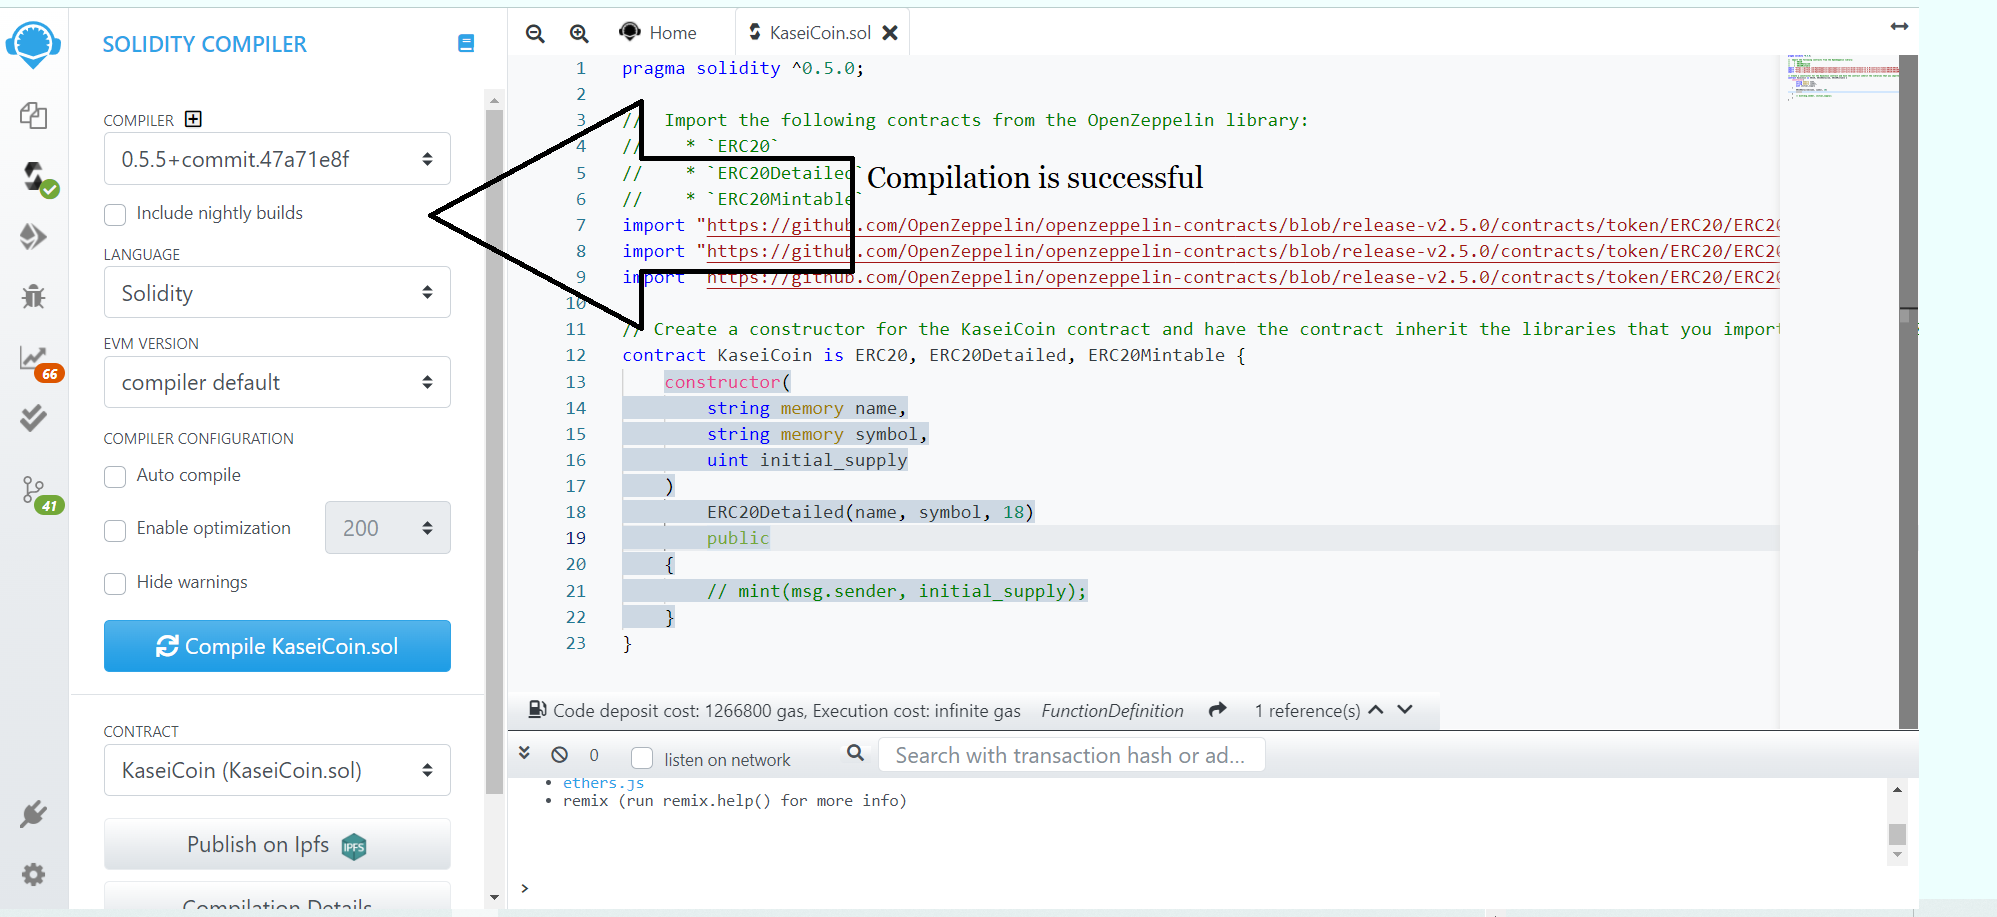 SOLIDITY COMPILER
COMPILER
0.5.5+commit.47a71e8f
Include nightly builds
LANGUAGE
Solidity
EVM VERSION
compiler default
COMPILER CONFIGURATION
Auto compile
Enable optimization
200
Hide warnings
Compile KaseiCoin.sol
CONTRACT
KaseiCoin (KaseiCoin.sol)
Publish on Ipfs
IPFS
Compilation Details
66
41
Home
KaseiCoin.sol
1 pragma solidity ^0.5.0;
2
3 //  Import the following contracts from the OpenZeppelin library:
4 //    * `ERC20`
5 //    * `ERC20Detailed`
6 //    * `ERC20Mintable`
7 import "https://github.com/OpenZeppelin/openzeppelin-contracts/blob/release-v2.5.0/contracts/token/ERC20/ERC20
8 import "https://github.com/OpenZeppelin/openzeppelin-contracts/blob/release-v2.5.0/contracts/token/ERC20/ERC20
9 import "https://github.com/OpenZeppelin/openzeppelin-contracts/blob/release-v2.5.0/contracts/token/ERC20/ERC20
10
11 // Create a constructor for the KaseiCoin contract and have the contract inherit the libraries that you import
12 contract KaseiCoin is ERC20, ERC20Detailed, ERC20Mintable {
13     constructor(
14         string memory name,
15         string memory symbol,
16         uint initial_supply
17     )
18         ERC20Detailed(name, symbol, 18)
19         public
20     {
21         // mint(msg.sender, initial_supply);
22     }
23 }
Compilation is successful
Code deposit cost: 1266800 gas, Execution cost: infinite gas FunctionDefinition 1 reference(s)
0 listen on network Search with transaction hash or ad...
• ethers.js
• remix (run remix.help() for more info)
>